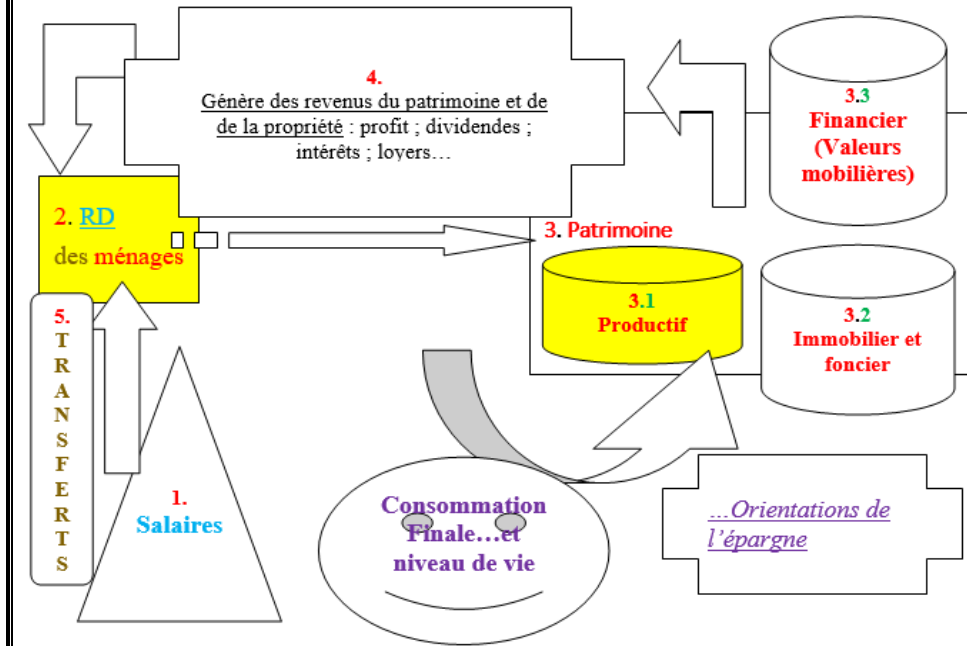 4.
Génère des revenus du patrimoine et de
de la propriété : profit ; dividendes ;
intérêts ; loyers…
3.3
Financier
(Valeurs
mobilières)
2. RD
des ménages
3. Patrimoine
3.1
Productif
3.2
Immobilier et
foncier
5.
T
R
A
N
S
F
E
R
T
S
1.
Salaires
Consommation
Finale…et
niveau de vie
…Orientations de
l’épargne